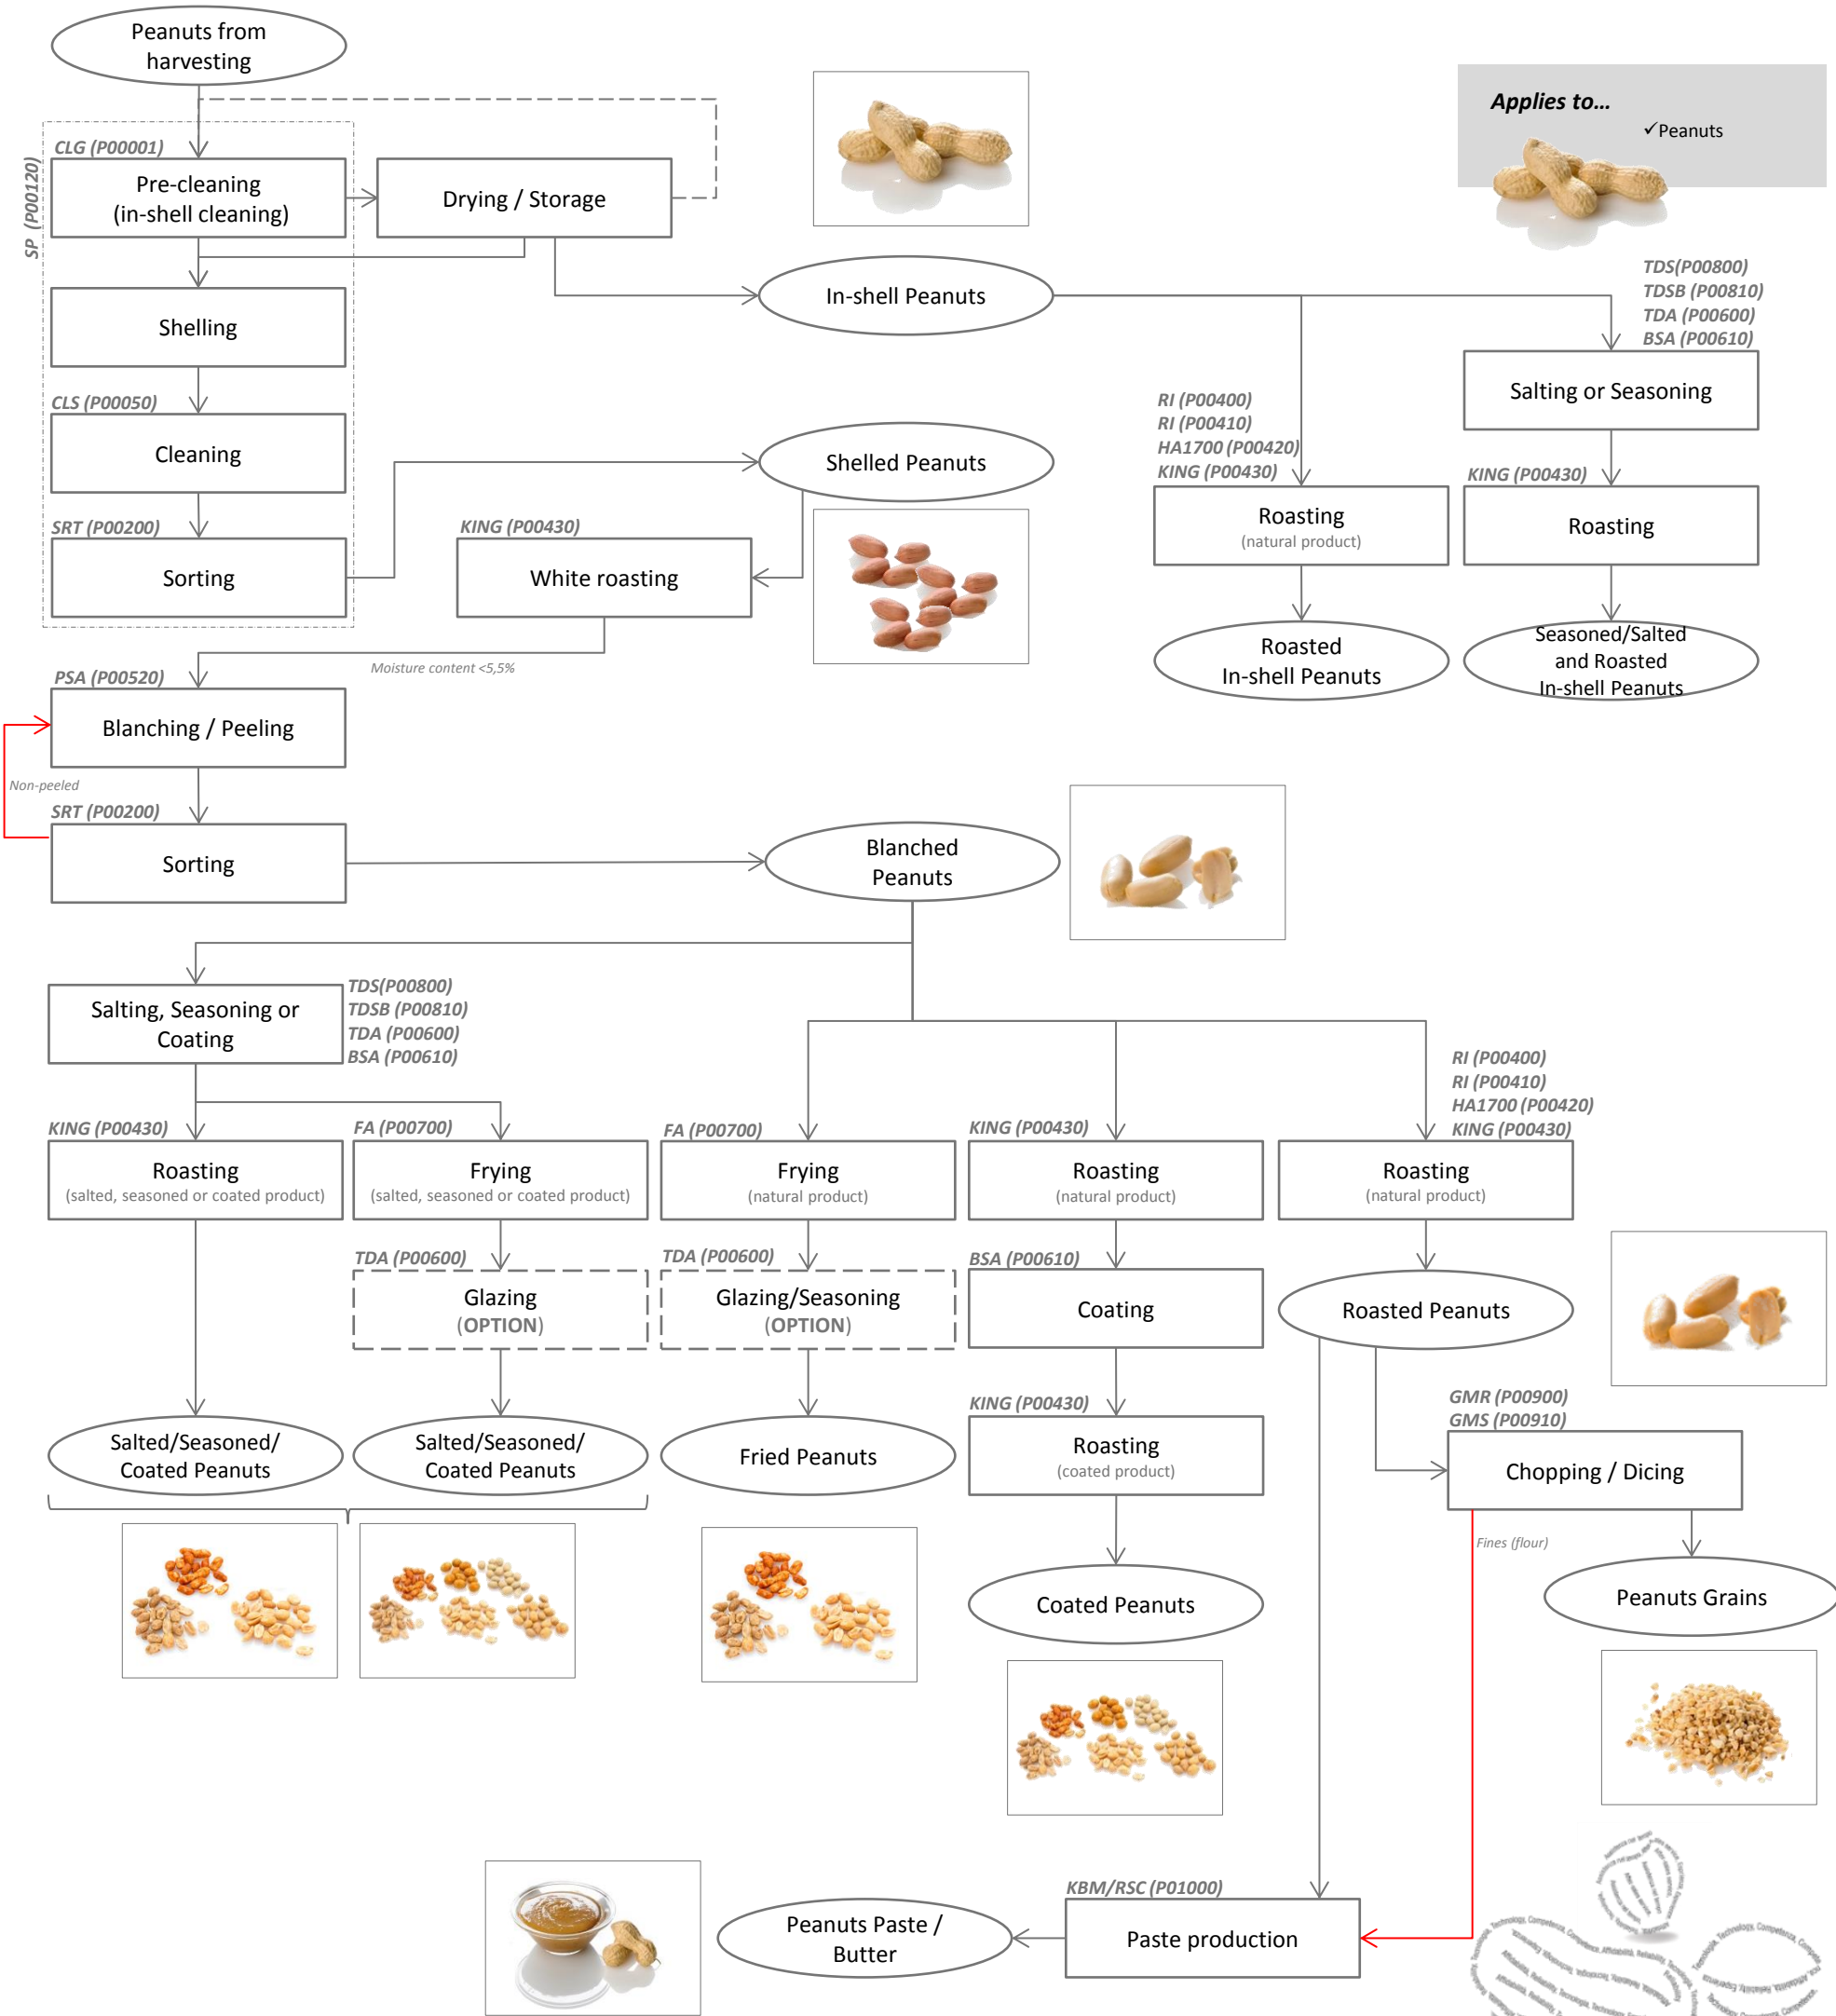 Peanuts from
harvesting
Applies to...
✓Peanuts
SP (P00120)
CLG (P00001)
Pre-cleaning
(in-shell cleaning)
Drying / Storage
In-shell Peanuts
Shelling
TDS(P00800)
TDSB (P00810)
TDA (P00600)
BSA (P00610)
Salting or Seasoning
CLS (P00050)
Cleaning
RI (P00400)
RI (P00410)
HA1700 (P00420)
KING (P00430)
Roasting
(natural product)
KING (P00430)
Roasting
Shelled Peanuts
SRT (P00200)
Sorting
KING (P00430)
White roasting
Roasted
In-shell Peanuts
Seasoned/Salted
and Roasted
In-shell Peanuts
Moisture content <5,5%
PSA (P00520)
Blanching / Peeling
Non-peeled
SRT (P00200)
Sorting
Blanched
Peanuts
Salting, Seasoning or
Coating
TDS(P00800)
TDSB (P00810)
TDA (P00600)
BSA (P00610)
RI (P00400)
RI (P00410)
HA1700 (P00420)
KING (P00430)
KING (P00430)
Roasting
(salted, seasoned or coated product)
FA (P00700)
Frying
(salted, seasoned or coated product)
FA (P00700)
Frying
(natural product)
KING (P00430)
Roasting
(natural product)
Roasting
(natural product)
TDA (P00600)
Glazing
(OPTION)
TDA (P00600)
Glazing/Seasoning
(OPTION)
BSA (P00610)
Coating
Roasted Peanuts
Salted/Seasoned/
Coated Peanuts
Salted/Seasoned/
Coated Peanuts
Fried Peanuts
KING (P00430)
Roasting
(coated product)
GMR (P00900)
GMS (P00910)
Chopping / Dicing
Fines (flour)
Coated Peanuts
Peanuts Grains
KBM/RSC (P01000)
Paste production
Peanuts Paste /
Butter